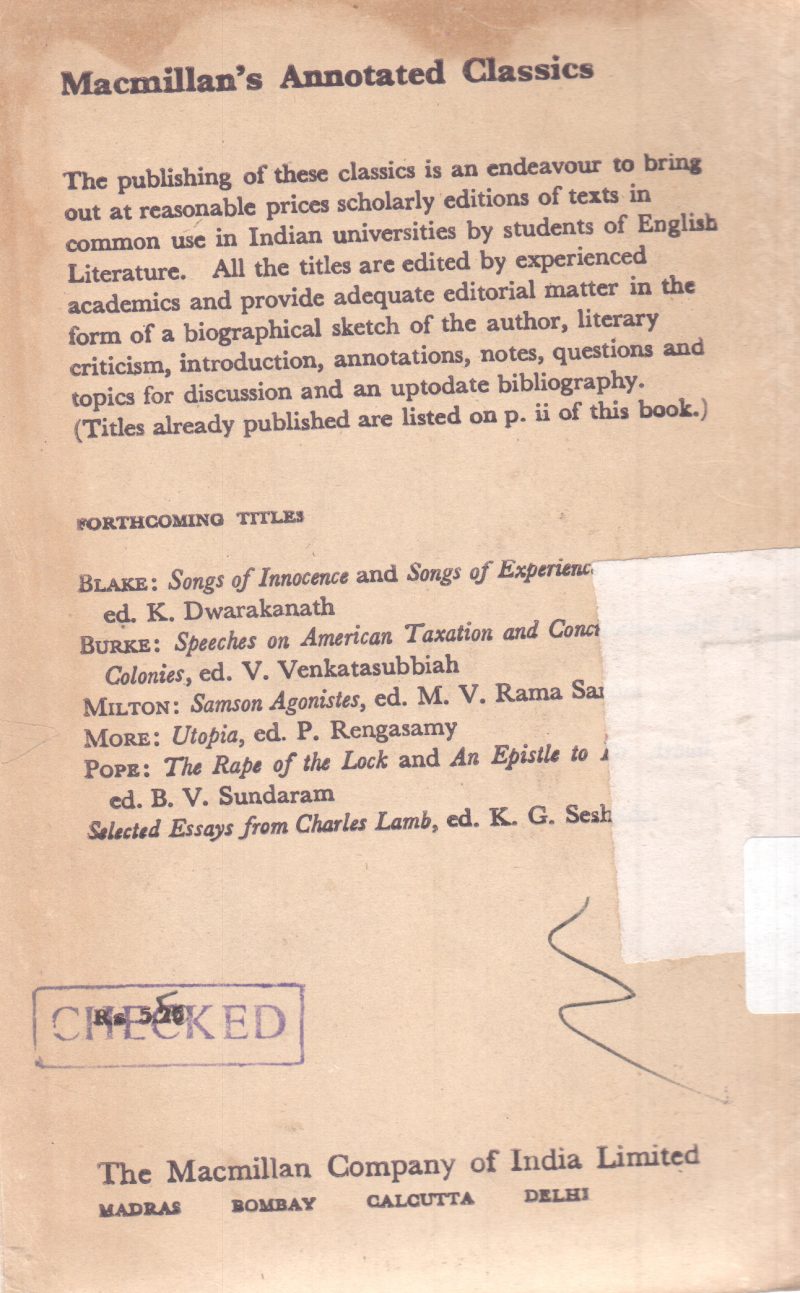 Macmillan's Annotated Classics
The publishing of these classics is an endeavour to bring
out at reasonable prices scholarly editions of texts in
common use in Indian universities by students of English
Literature. All the titles are edited by experienced
academics and provide adequate editorial matter in the
form of a biographical sketch of the author, literary
criticism, introduction, annotations, notes, questions and
topics for discussion and an uptodate bibliography.
(Titles already published are listed on p. ii of this book.)
FORTHCOMING TITLES
BLAKE: Songs of Innocence and Songs of
ed. K. Dwarakanath
BURKE: Speeches on American Taxation and
Colonies, ed. V. Venkatasubbiah
MILTON: Samson Agonistes, ed. M. V. Rama
MORE: Utopia, ed. P. Rengasamy
POPE: The Rape of the Lock and An Epistle to
ed. B. V. Sundaram
Selected Essays from Charles Lamb, ed. K. G.
CHECKED
Rs
The Macmillan Company of India Limited
MADRAS BOMBAY CALCUTTA DELHI